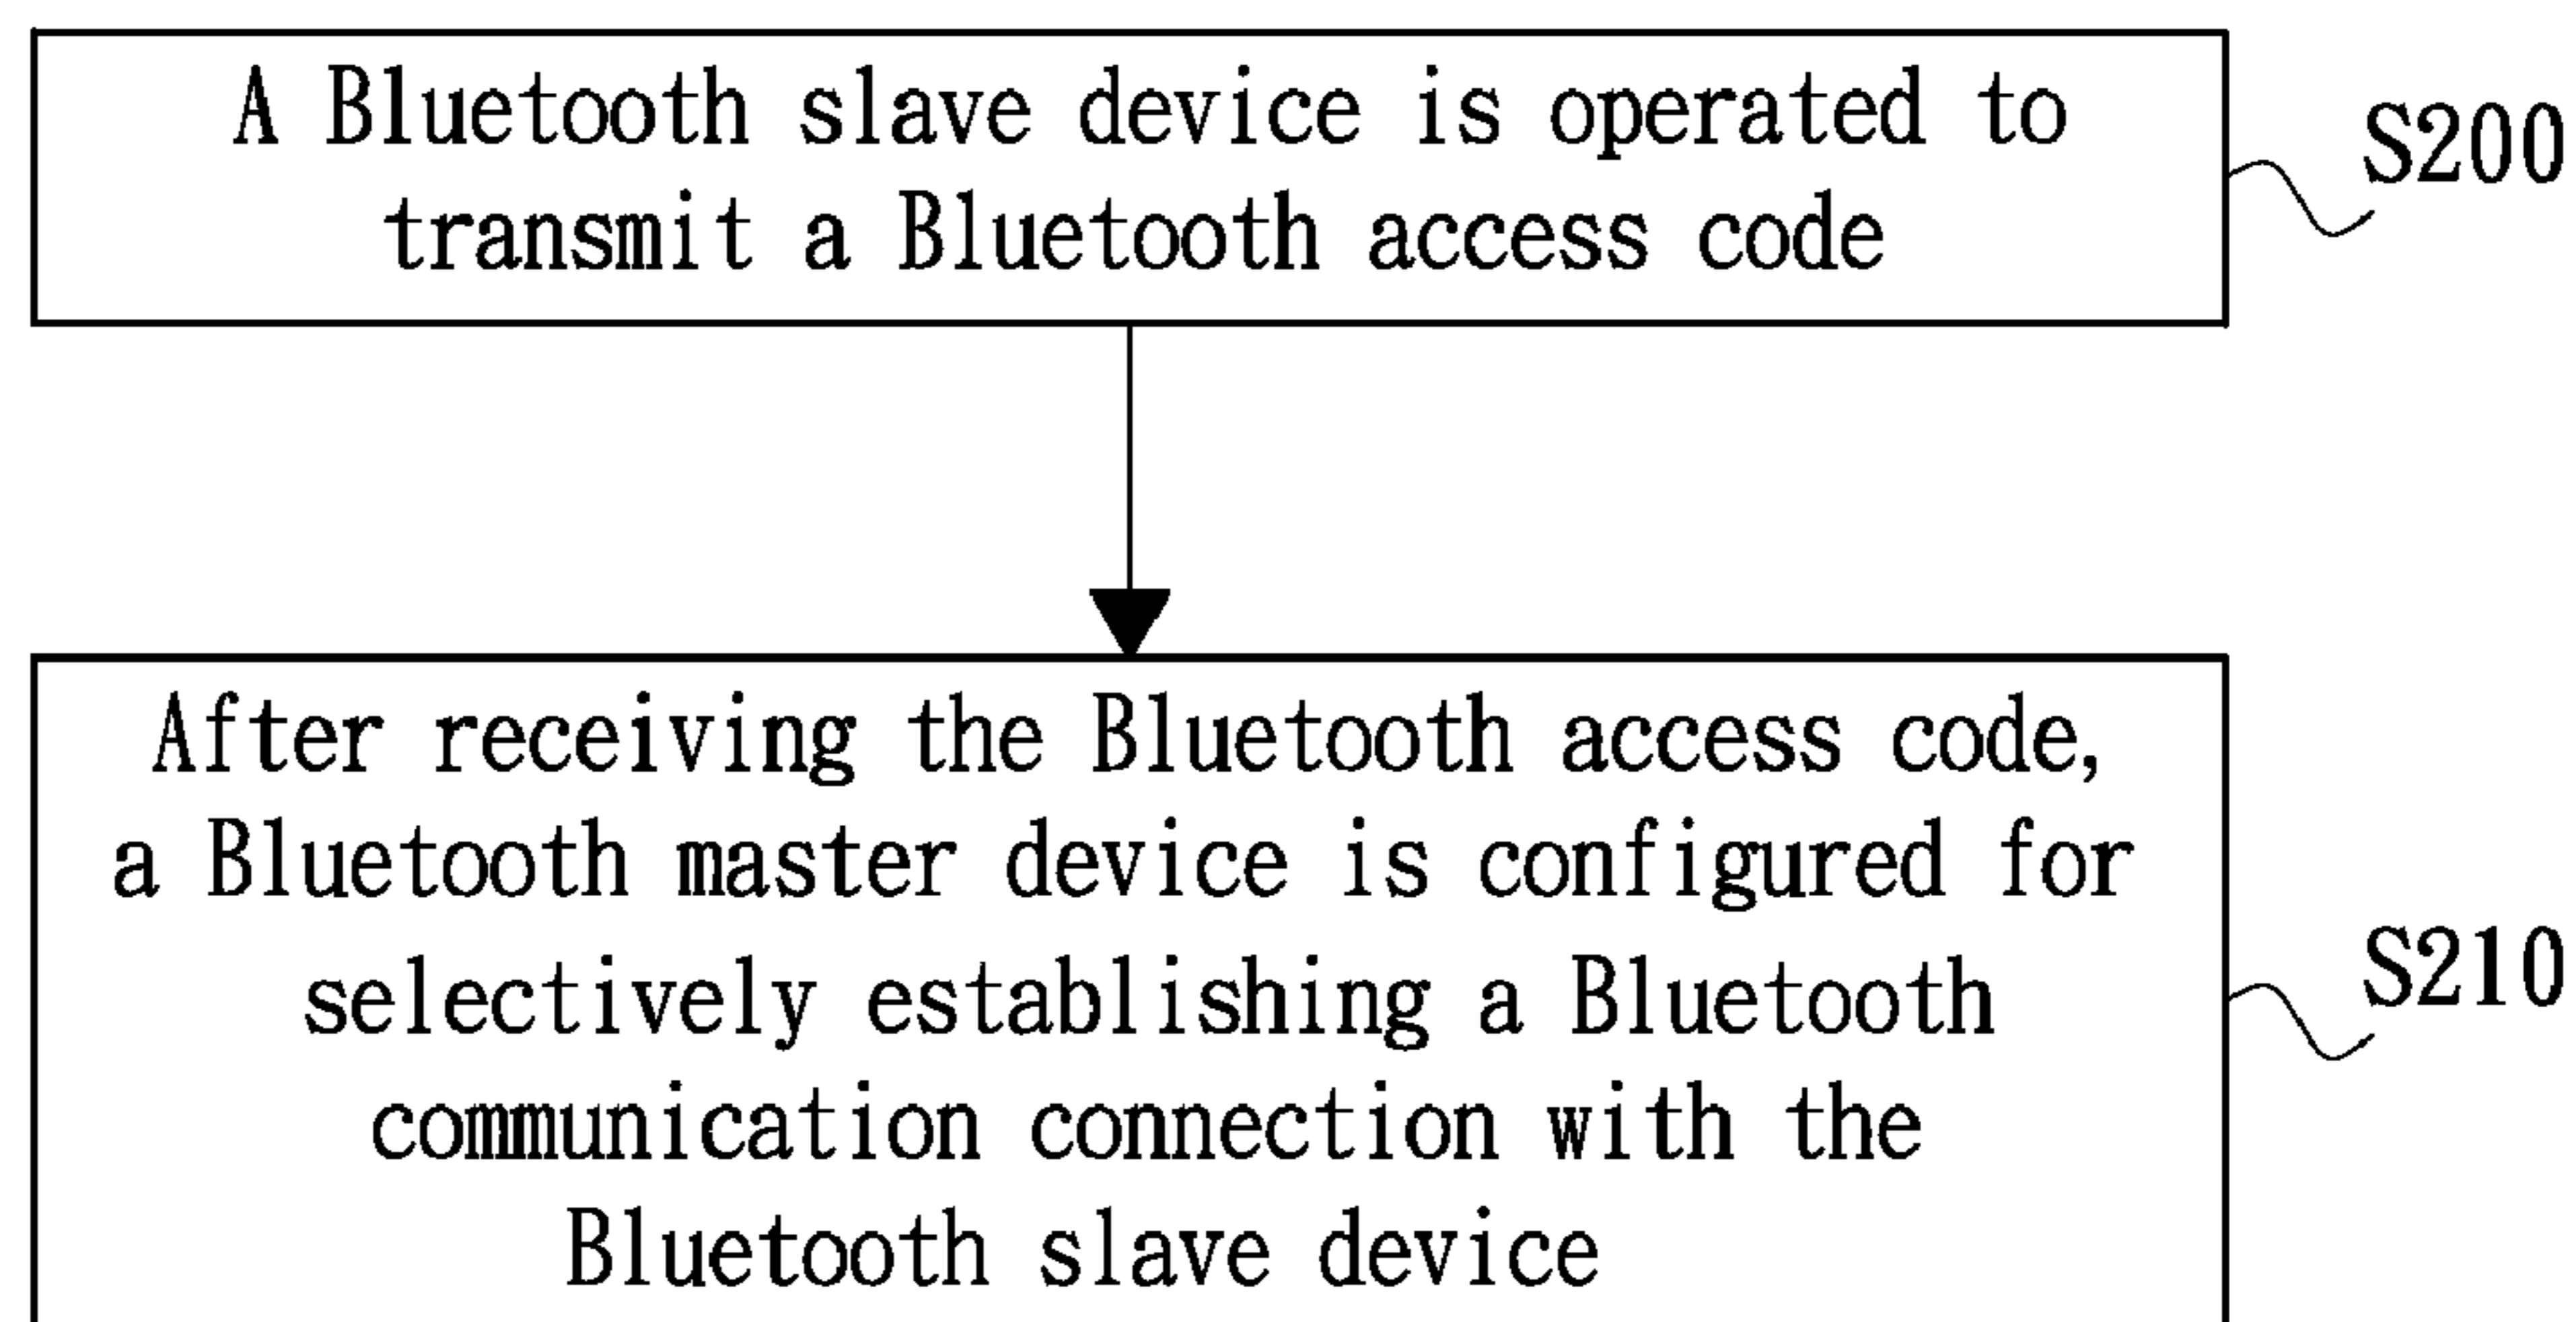 A Bluetooth slave device is operated to
transmit a Bluetooth access code
S200
After receiving the Bluetooth access code,
a Bluetooth master device is configured for
selectively establishing a Bluetooth
communication connection with the
Bluetooth slave device
S210